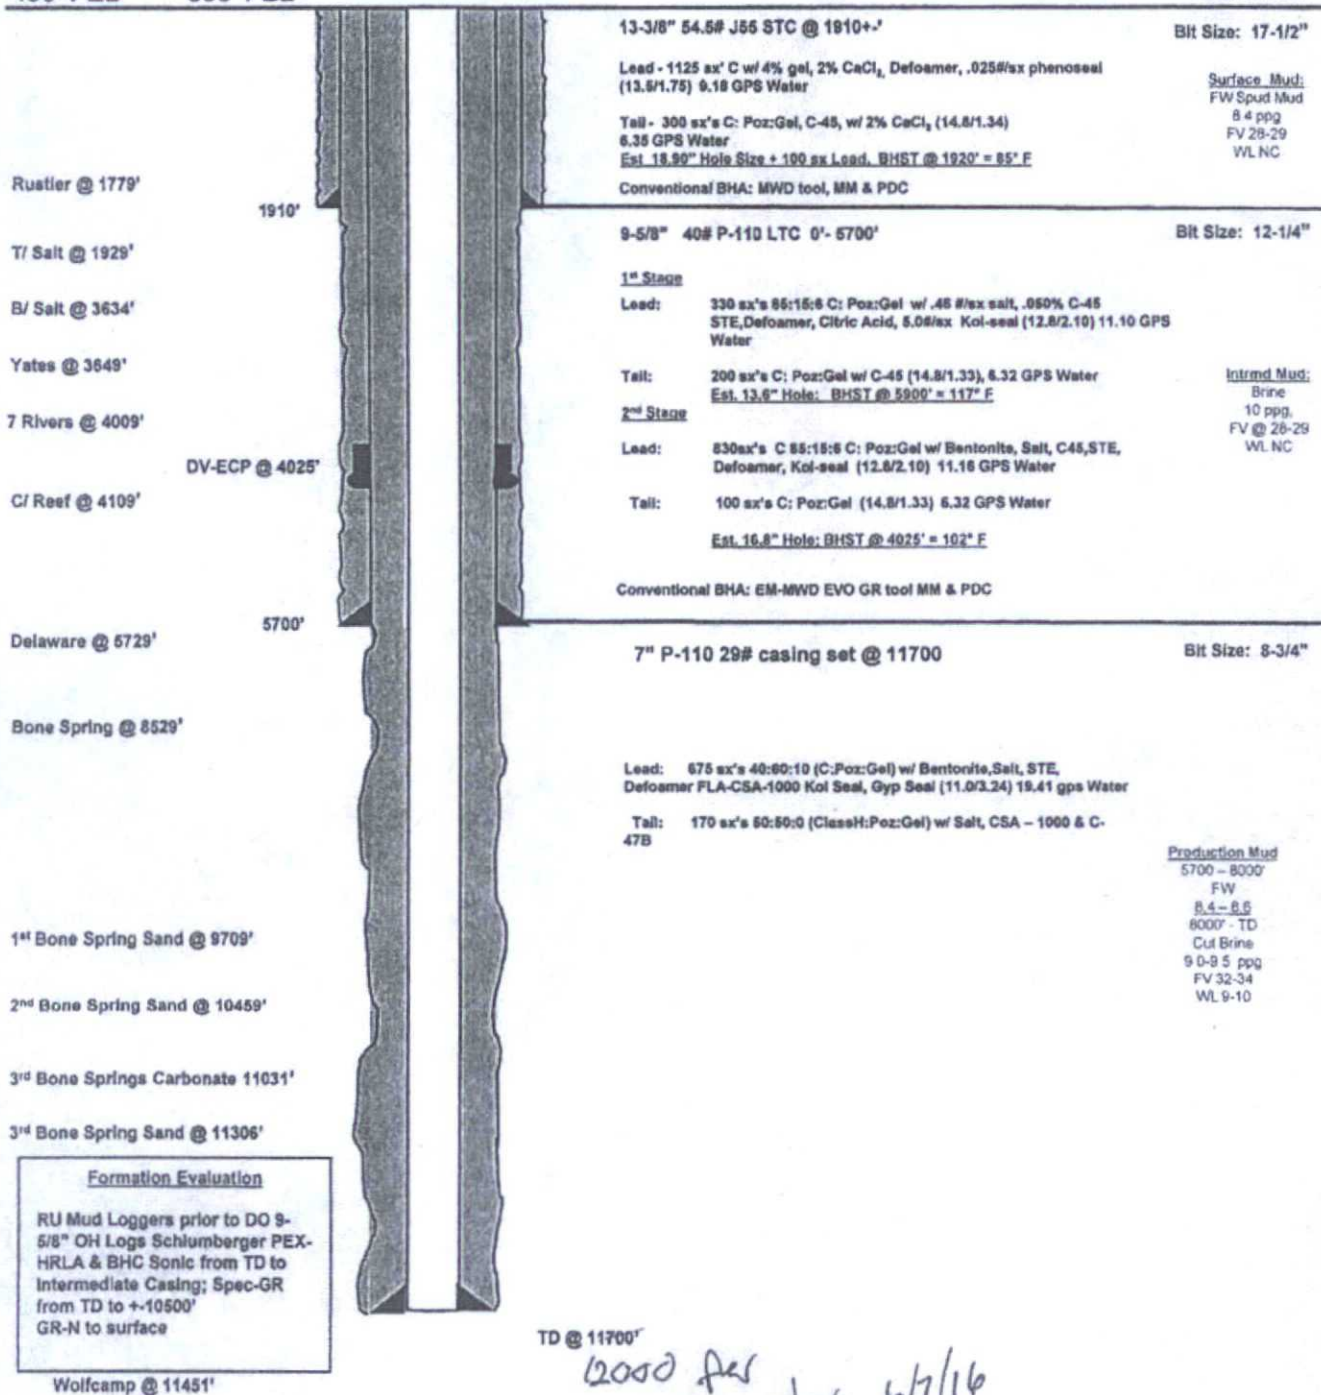 13-3/8" 54.5# J55 STC @ 1910+-'
Bit Size: 17-1/2"
Lead - 1125 sx' C w/ 4% gel, 2% CaCl₂, Defoamer, .025#/sx phenoseal
(13.5/1.75) 9.18 GPS Water
Surface Mud:
FW Spud Mud
8.4 ppg
FV 28-29
WL NC
Tail - 300 sx's C: Poz:Gel, C-45, w/ 2% CaCl₂ (14.8/1.34)
6.35 GPS Water
Est 18.90" Hole Size + 100 sx Lead. BHST @ 1920' = 85° F
Conventional BHA: MWD tool, MM & PDC
Rustler @ 1779'
1910'
9-5/8" 40# P-110 LTC 0'- 5700'
Bit Size: 12-1/4"
T/ Salt @ 1929'
1st Stage
Lead: 330 sx's 85:15:6 C: Poz:Gel w/ .46 #/sx salt, .050% C-45
STE,Defoamer, Citric Acid, 5.0#/sx Kol-seal (12.8/2.10) 11.10 GPS
Water
B/ Salt @ 3634'
Yates @ 3649'
Tail: 200 sx's C: Poz:Gel w/ C-45 (14.8/1.33), 6.32 GPS Water
Est. 13.6" Hole: BHST @ 5900' = 117° F
Intrmd Mud:
Brine
10 ppg,
FV @ 28-29
WL NC
7 Rivers @ 4009'
2nd Stage
Lead: 830sx's C 85:15:6 C: Poz:Gel w/ Bentonite, Salt, C45,STE,
Defoamer, Kol-seal (12.8/2.10) 11.16 GPS Water
DV-ECP @ 4025'
C/ Reef @ 4109'
Tail: 100 sx's C: Poz:Gel (14.8/1.33) 6.32 GPS Water
Est. 16.8" Hole: BHST @ 4025' = 102° F
Conventional BHA: EM-MWD EVO GR tool MM & PDC
5700'
Delaware @ 5729'
7" P-110 29# casing set @ 11700
Bit Size: 8-3/4"
Bone Spring @ 8529'
Lead: 675 sx's 40:60:10 (C:Poz:Gel) w/ Bentonite,Salt, STE,
Defoamer FLA-CSA-1000 Kol Seal, Gyp Seal (11.0/3.24) 19.41 gps Water
Tail: 170 sx's 50:50:0 (ClassH:Poz:Gel) w/ Salt, CSA – 1000 & C-
47B
Production Mud
5700 – 8000'
FW
8.4 – 8.6
8000' - TD
Cut Brine
9.0-9.5 ppg
FV 32-34
WL 9-10
1st Bone Spring Sand @ 9709'
2nd Bone Spring Sand @ 10459'
3rd Bone Springs Carbonate 11031'
3rd Bone Spring Sand @ 11306'
Formation Evaluation
RU Mud Loggers prior to DO 9-
5/8" OH Logs Schlumberger PEX-
HRLA & BHC Sonic from TD to
Intermediate Casing; Spec-GR
from TD to +-10500'
GR-N to surface
TD @ 11700'
12000 per
Wolfcamp @ 11451'